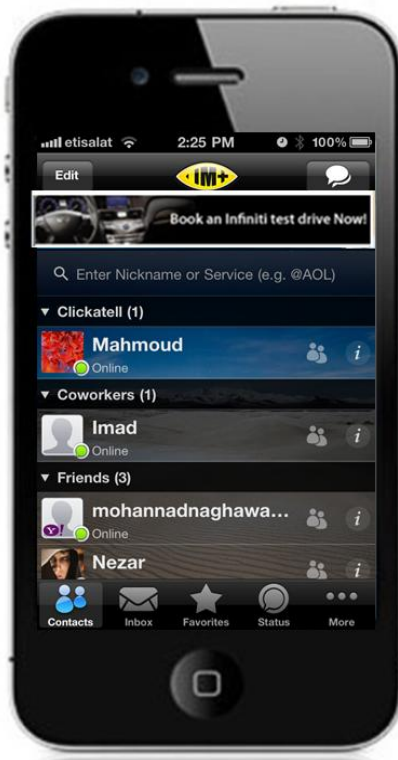 etisalat 2:25 PM 100%
Edit IM+
Book an Infiniti test drive Now!
Enter Nickname or Service (e.g. @AOL)
Clickatell (1)
Mahmoud
Online
i
Coworkers (1)
Imad
Online
i
Friends (3)
Y!
mohannadnaghawa...
Online
i
Nezar
i
Contacts Inbox Favorites Status More